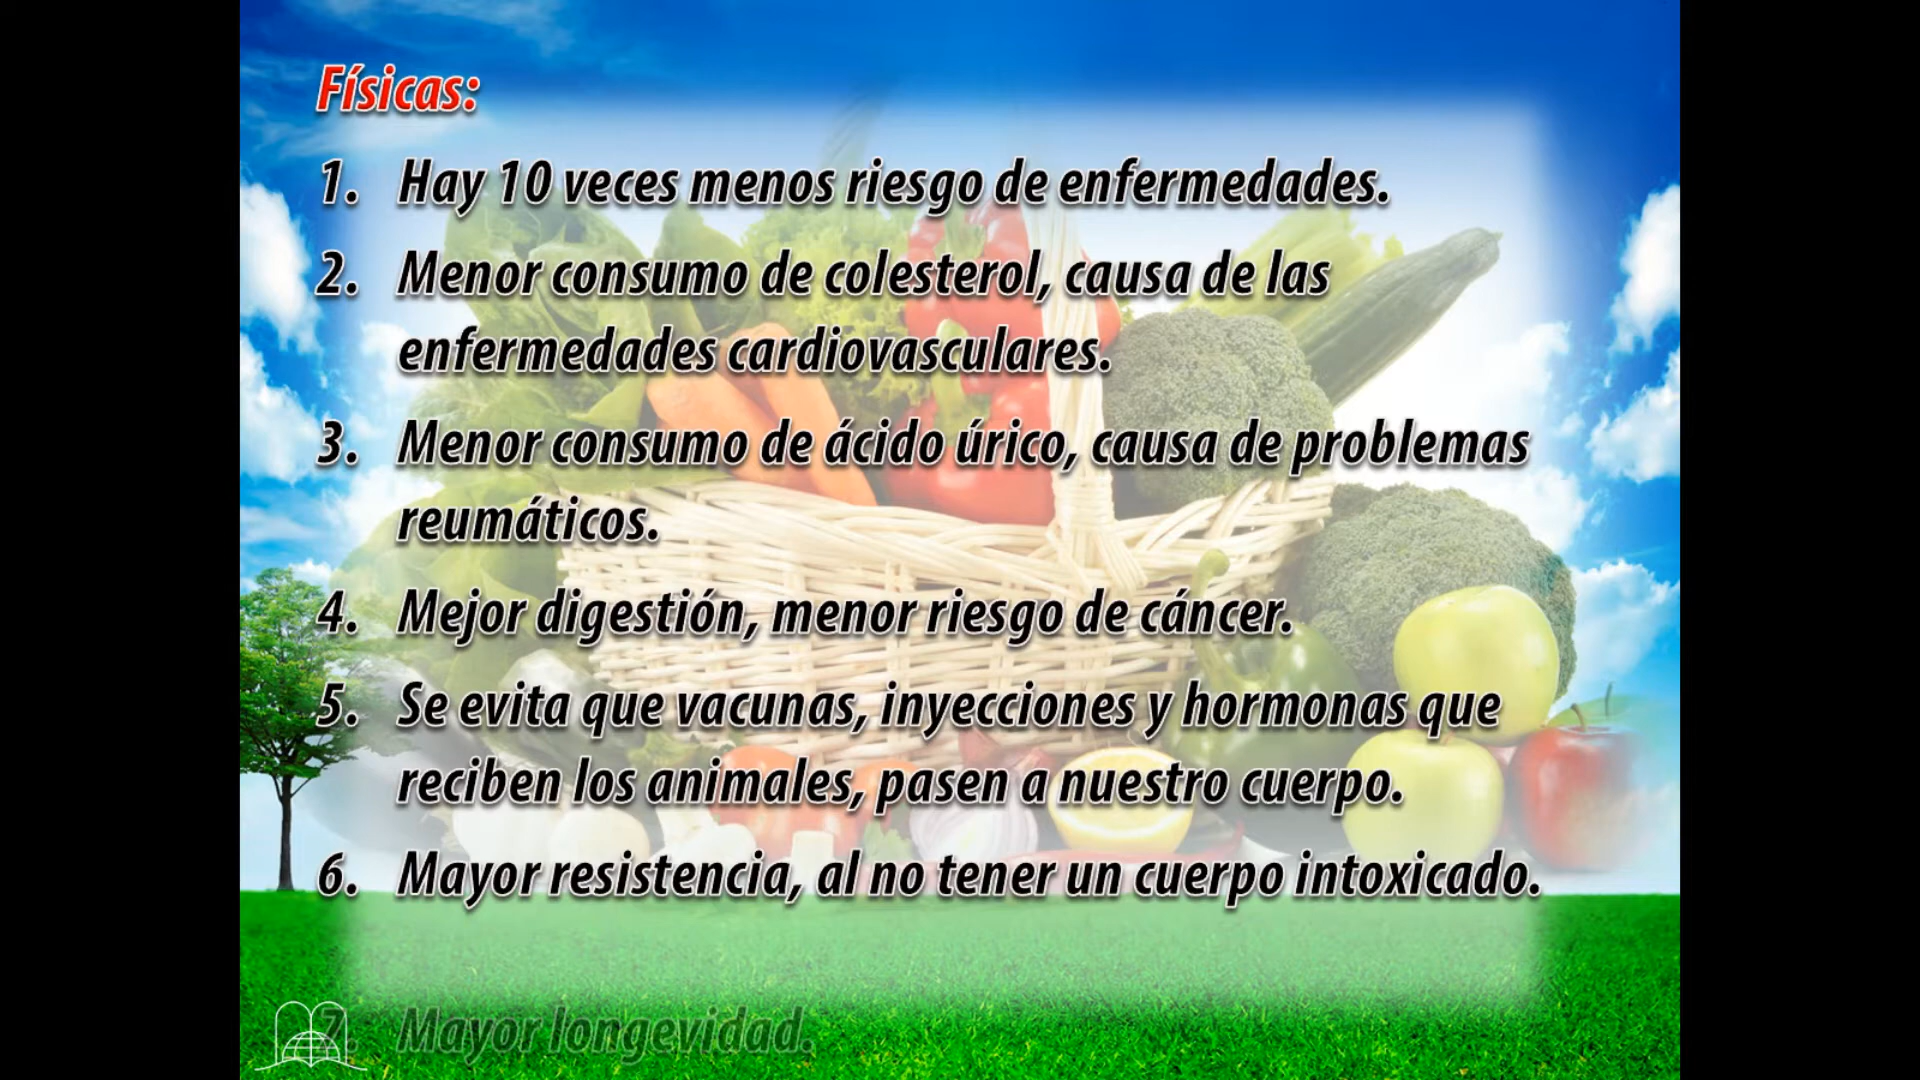 Físicas:
1. Hay 10 veces menos riesgo de enfermedades.
2. Menor consumo de colesterol, causa de las
enfermedades cardiovasculares.
3. Menor consumo de ácido úrico, causa de problemas
reumáticos.
4. Mejor digestión, menor riesgo de cáncer.
5. Se evita que vacunas, inyecciones y hormonas que
reciben los animales, pasen a nuestro cuerpo.
6. Mayor resistencia, al no tener un cuerpo intoxicado.
7. Mayor longevidad.